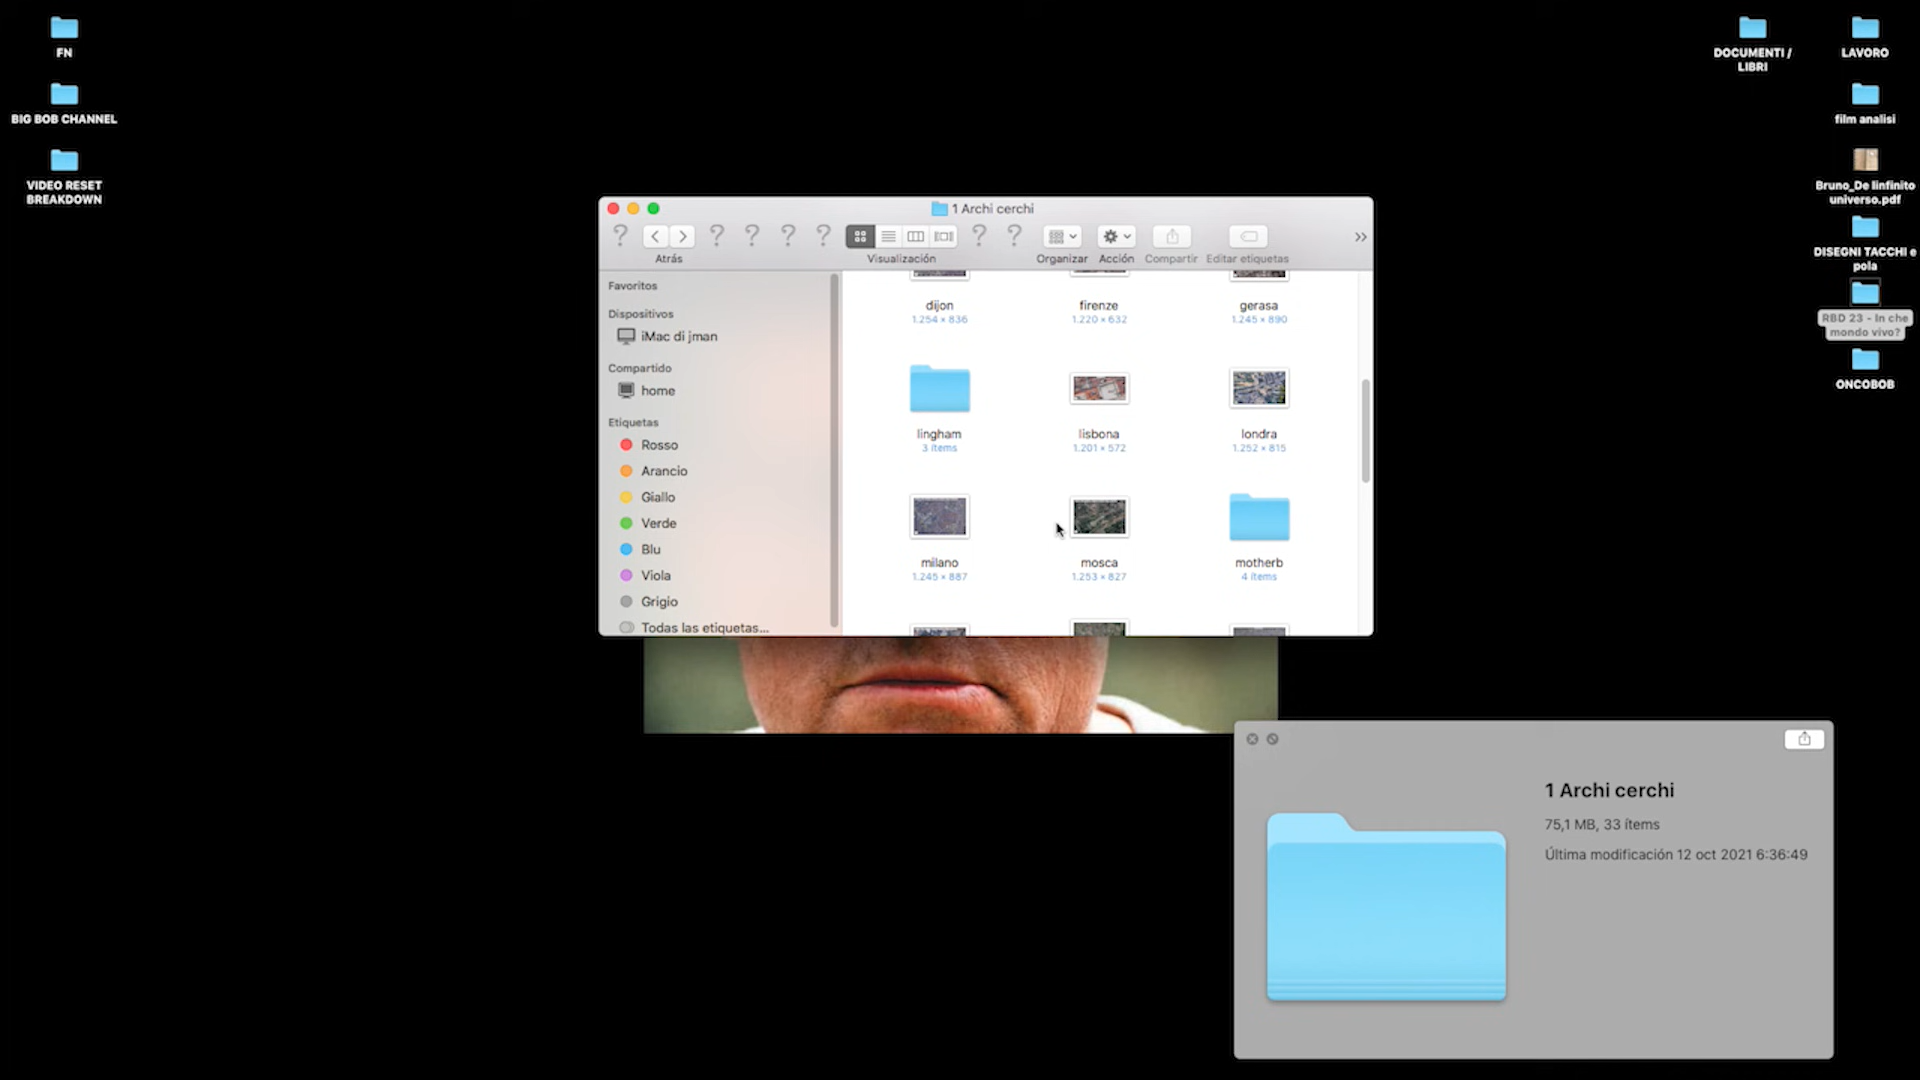 FN
BIG BOB CHANNEL
VIDEO RESET
BREAKDOWN
DOCUMENTI /
LIBRI
LAVORO
film analisi
Bruno_De linfinito
universo.pdf
DISEGNI TACCHI e
pola
RBD 23 - In che
mondo vivo?
ONCOBOB
1 Archi cerchi
Atrás
Visualización
Organizar
Acción
Compartir
Editar etiquetas
Favoritos
Dispositivos
iMac di jman
Compartido
home
Etiquetas
Rosso
Arancio
Giallo
Verde
Blu
Viola
Grigio
Todas las etiquetas...
dijon
1.254 × 836
firenze
1.220 × 632
gerasa
1.245 × 890
lingham
3 ítems
lisbona
1.201 × 572
londra
1.252 × 815
milano
1.245 × 887
mosca
1.253 × 827
motherb
4 ítems
1 Archi cerchi
75,1 MB, 33 ítems
Última modificación 12 oct 2021 6:36:49